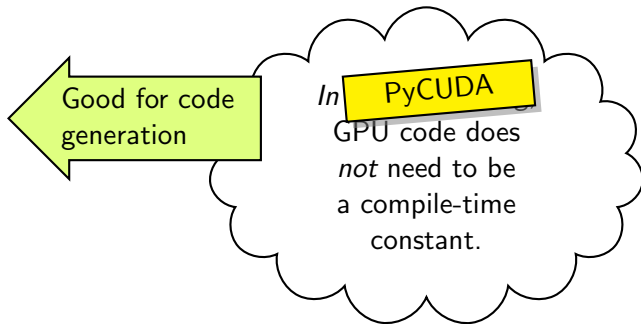 Good for code
generation
In
PyCUDA
GPU code does
not need to be
a compile-time
constant.